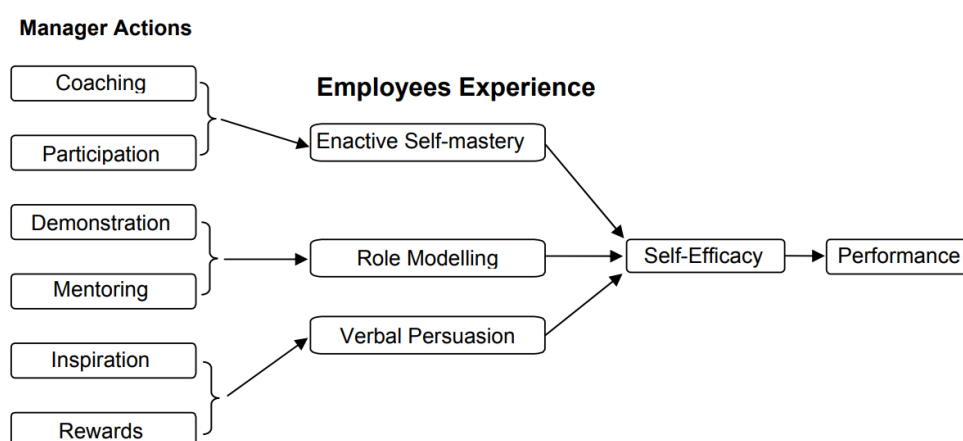 Manager Actions
Coaching
Employees Experience
Enactive Self-mastery
Participation
Demonstration
Role Modelling
Self-Efficacy
Performance
Mentoring
Verbal Persuasion
Inspiration
Rewards